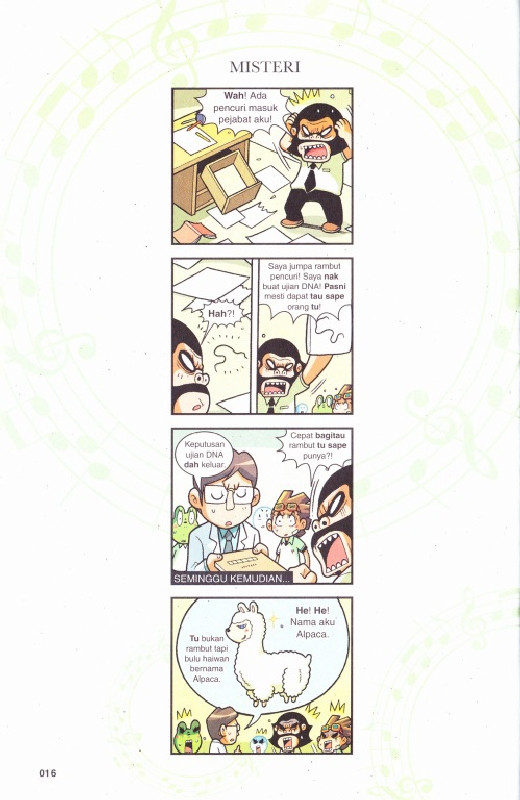 MISTERI
Wah! Ada
pencuri masuk
pejabat aku!
Hah?!
Saya jumpa rambut
pencuri! Saya nak
buat ujian DNA! Pasni
mesti dapat tau sape
orang tu!
Keputusan
ujian DNA
dah keluar.
Cepat bagitau
rambut tu sape
punya?!
SEMINGGU KEMUDIAN...
He! He!
Nama aku
Alpaca.
Tu bukan
rambut tapi
bulu haiwan
bernama
Alpaca.
016